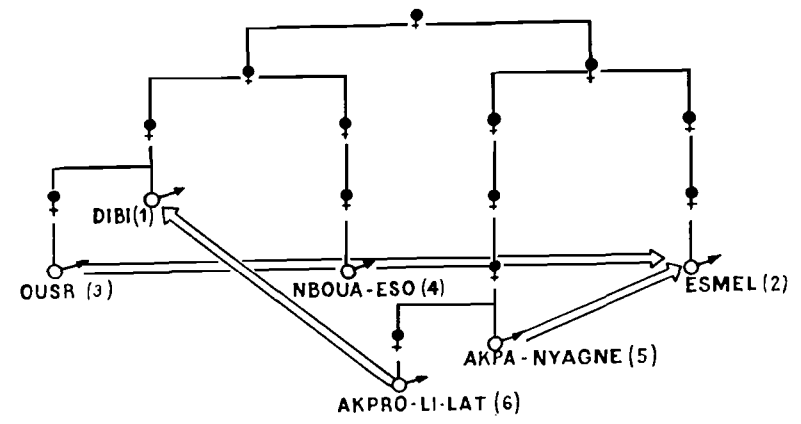 DIBI(1)
OUSR (3)
NBOUA-ESO (4)
ESMEL (2)
AKPA-NYAGNE (5)
AKPRO-LI-LAT (6)